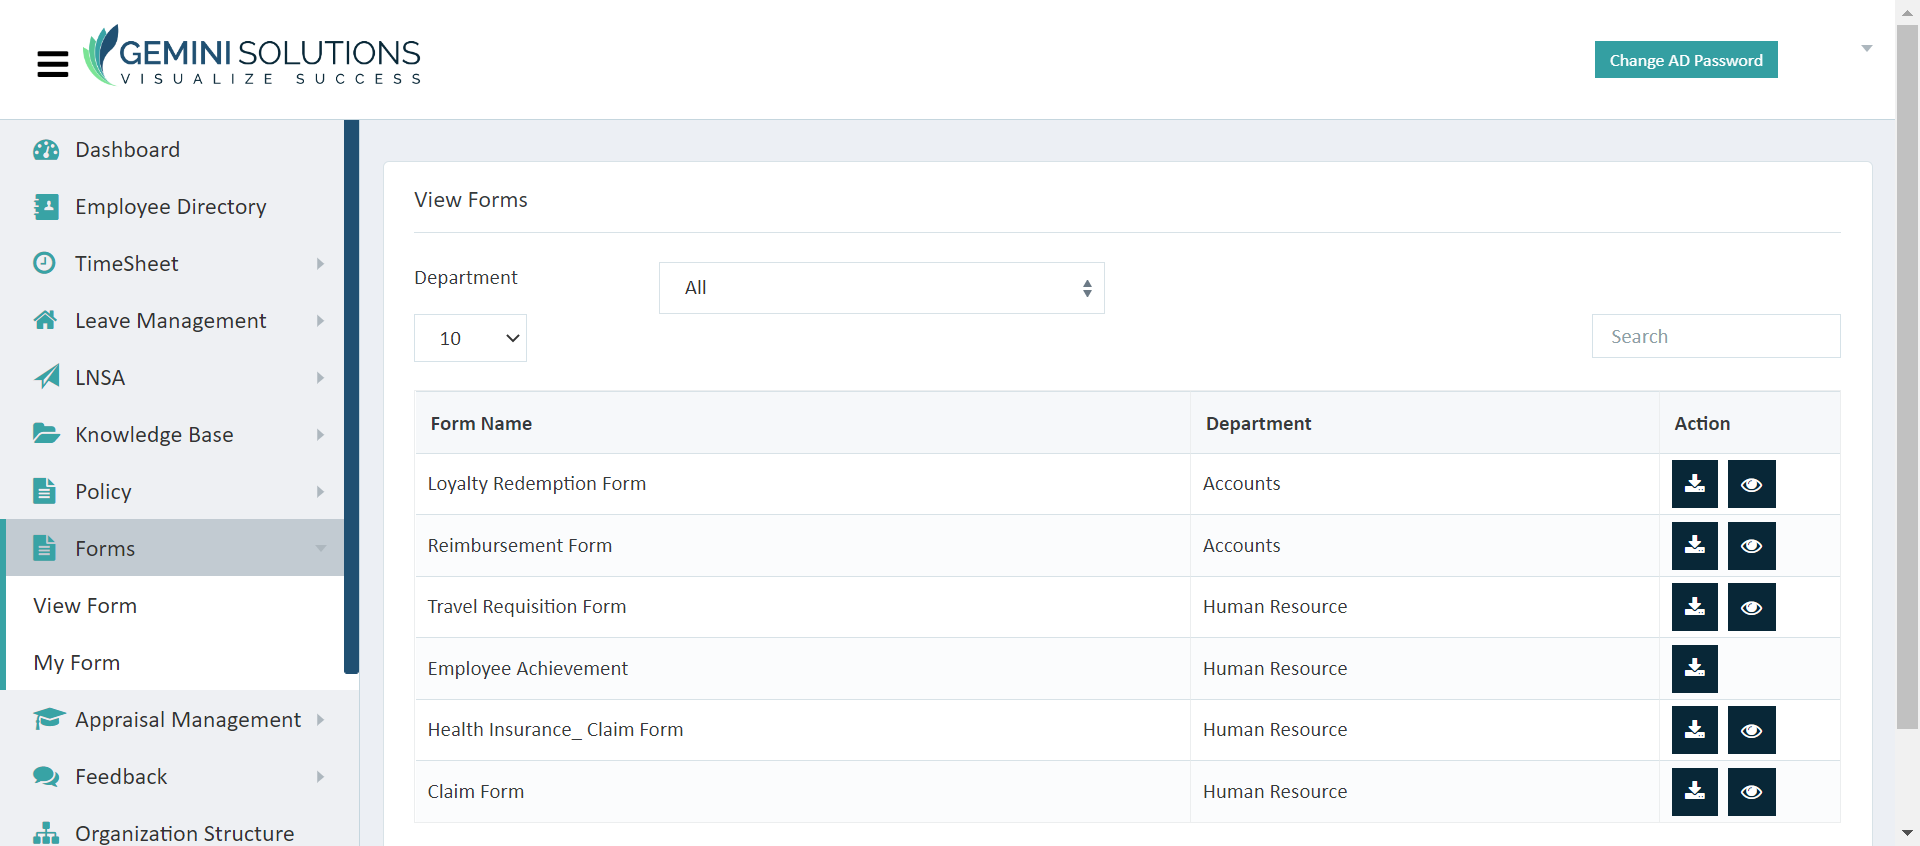 GEMINI SOLUTIONS
VISUALIZE SUCCESS
Change AD Password
Dashboard
Employee Directory
TimeSheet
Leave Management
LNSA
Knowledge Base
Policy
Forms
View Form
My Form
Appraisal Management
Feedback
Organization Structure
View Forms
Department All
10 Search
Form Name Department Action
Loyalty Redemption Form Accounts
Reimbursement Form Accounts
Travel Requisition Form Human Resource
Employee Achievement Human Resource
Health Insurance_ Claim Form Human Resource
Claim Form Human Resource